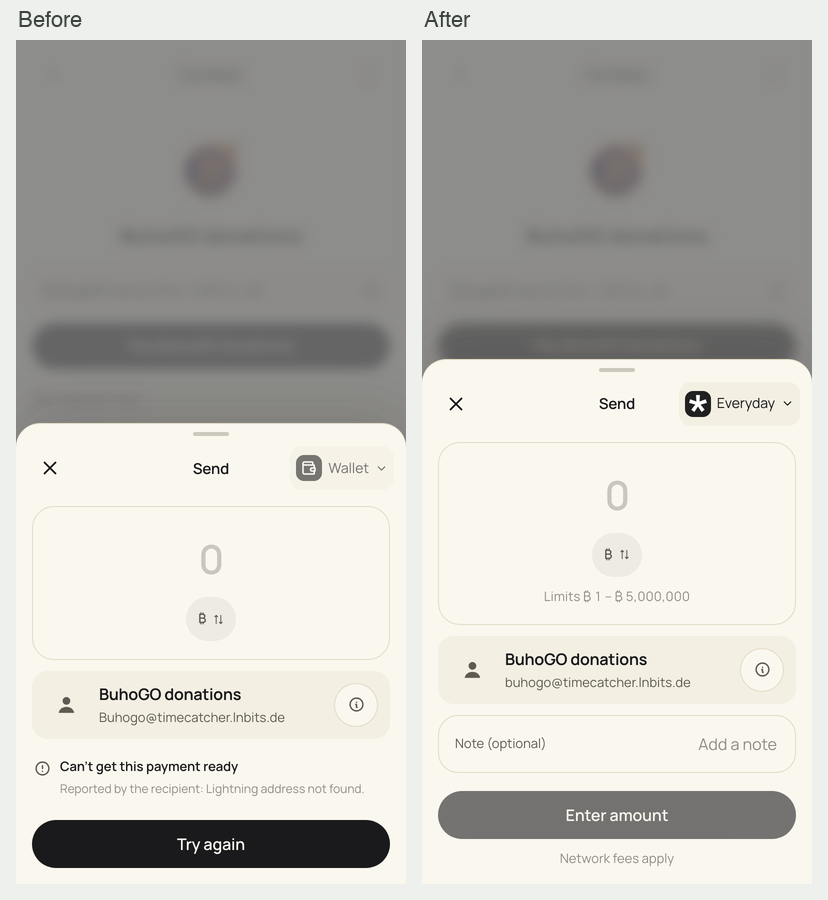 Before
Send
Wallet
0
₿
BuhoGO donations
Buhogo@timecatcher.lnbits.de
Can't get this payment ready
Reported by the recipient: Lightning address not found.
Try again
After
Send
Everyday
0
₿
Limits ₿ 1 – ₿ 5,000,000
BuhoGO donations
buhogo@timecatcher.lnbits.de
Note (optional)
Add a note
Enter amount
Network fees apply